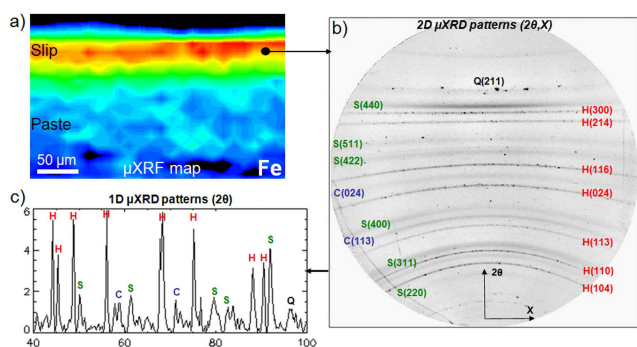 a)
Slip
Paste
50 µm
µXRF map
Fe
b)
2D µXRD patterns (2θ,X)
Q(211)
S(440)
H(300)
H(214)
S(511)
S(422)
H(116)
C(024)
H(024)
S(400)
C(113)
H(113)
S(311)
H(110)
S(220)
H(104)
2θ
X
c)
1D µXRD patterns (2θ)
6
4
2
0
H H H S C H S C H S H H S C H S S H H S Q
40 60 80 100